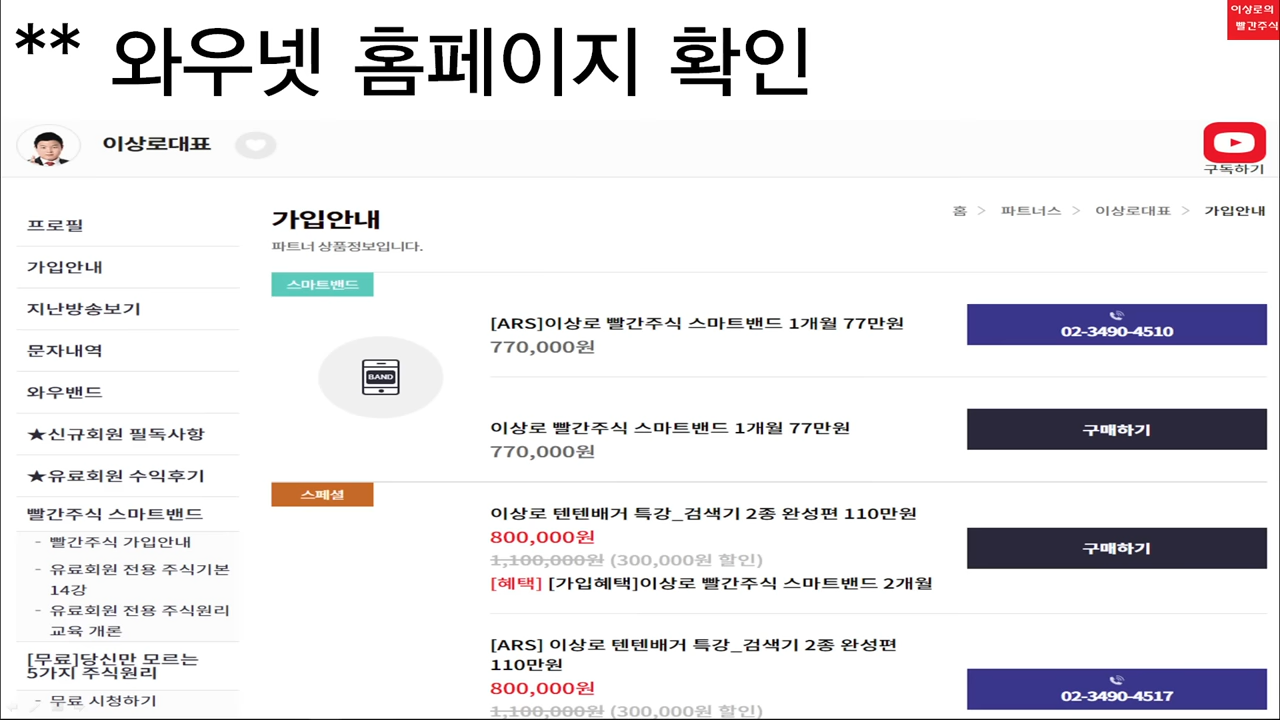 ** 와우넷 홈페이지 확인
이상로의
빨간주식
이상로대표
구독하기
프로필
가입안내
지난방송보기
문자내역
와우밴드
★신규회원 필독사항
★유료회원 수익후기
빨간주식 스마트밴드
- 빨간주식 가입안내
- 유료회원 전용 주식기본
14강
- 유료회원 전용 주식원리
교육 개론
[무료]당신만 모르는
5가지 주식원리
- 무료 시청하기
가입안내
파트너 상품정보입니다.
홈 > 파트너스 > 이상로대표 > 가입안내
스마트밴드
BAND
[ARS]이상로 빨간주식 스마트밴드 1개월 77만원
770,000원
02-3490-4510
이상로 빨간주식 스마트밴드 1개월 77만원
770,000원
구매하기
스페셜
이상로 텐텐배거 특강_검색기 2종 완성편 110만원
800,000원
1,100,000원 (300,000원 할인)
[혜택] [가입혜택]이상로 빨간주식 스마트밴드 2개월
구매하기
[ARS] 이상로 텐텐배거 특강_검색기 2종 완성편
110만원
800,000원
1,100,000원 (300,000원 할인)
02-3490-4517